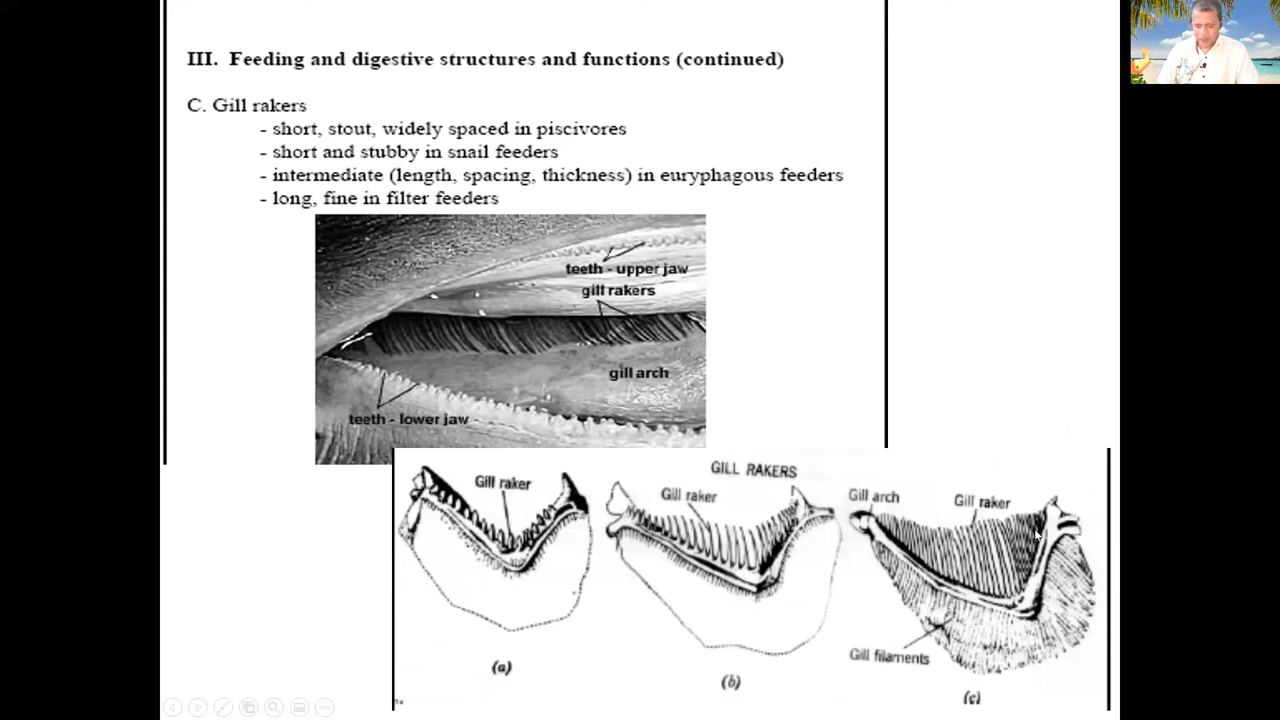 III. Feeding and digestive structures and functions (continued)
C. Gill rakers
- short, stout, widely spaced in piscivores
- short and stubby in snail feeders
- intermediate (length, spacing, thickness) in euryphagous feeders
- long, fine in filter feeders
teeth - upper jaw
gill rakers
gill arch
teeth - lower jaw
GILL RAKERS
Gill raker
Gill raker
Gill arch
Gill raker
Gill filaments
(a)
(b)
(c)